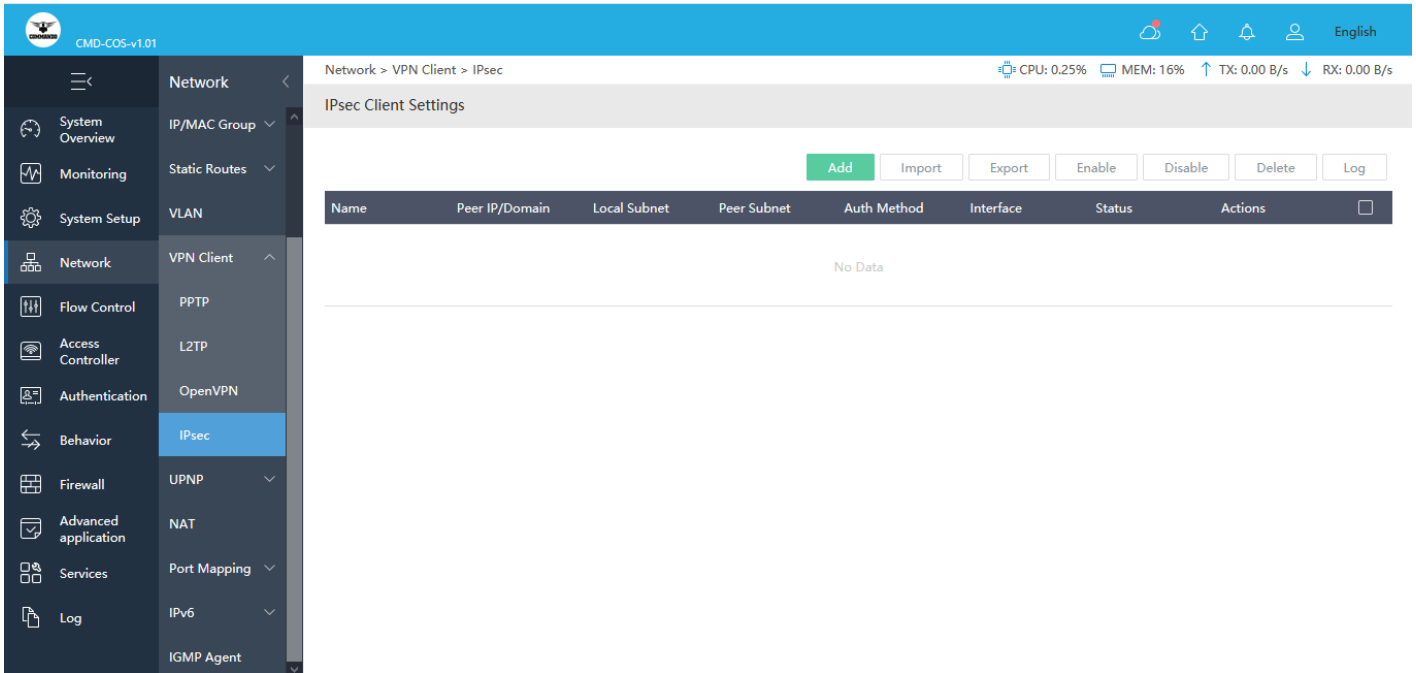 COMMANDO
CMD-COS-v1.01
English
Network
Network > VPN Client > IPsec
CPU: 0.25%
MEM: 16%
TX: 0.00 B/s
RX: 0.00 B/s
IPsec Client Settings
System
Overview
Monitoring
System Setup
Network
Flow Control
Access
Controller
Authentication
Behavior
Firewall
Advanced
application
Services
Log
IP/MAC Group
Static Routes
VLAN
VPN Client
PPTP
L2TP
OpenVPN
IPsec
UPNP
NAT
Port Mapping
IPv6
IGMP Agent
Add Import Export Enable Disable Delete Log
Name Peer IP/Domain Local Subnet Peer Subnet Auth Method Interface Status Actions
No Data